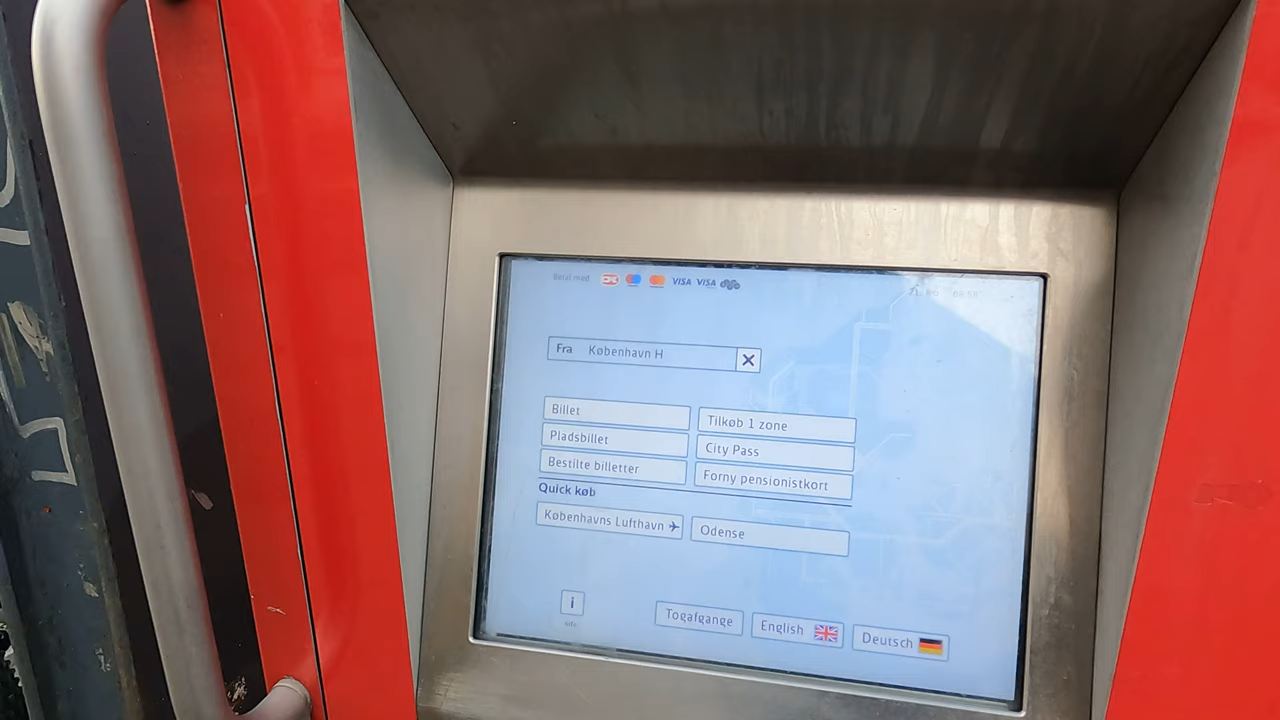 Betal med DK VISA VISA
Fra København H
Billet
Tilkøb 1 zone
Pladsbillet
City Pass
Bestilte billetter
Forny pensionistkort
Quick køb
Københavns Lufthavn
Odense
i
info
Togafgange
English
Deutsch